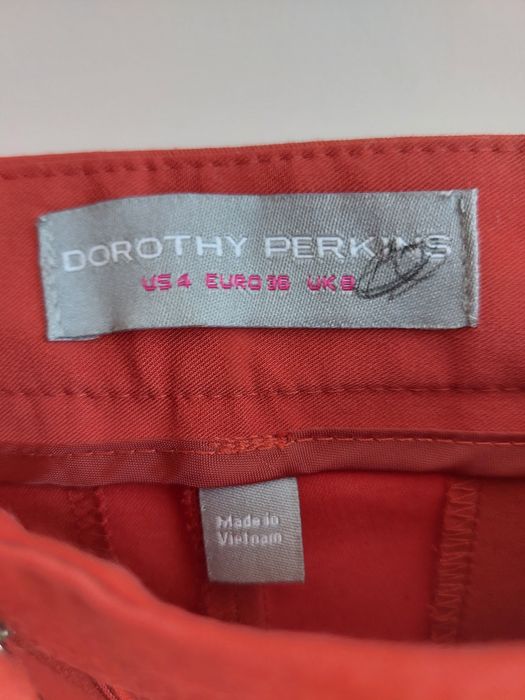 DOROTHY PERKINS
US 4 EURO 36 UK 8
Made in
Vietnam